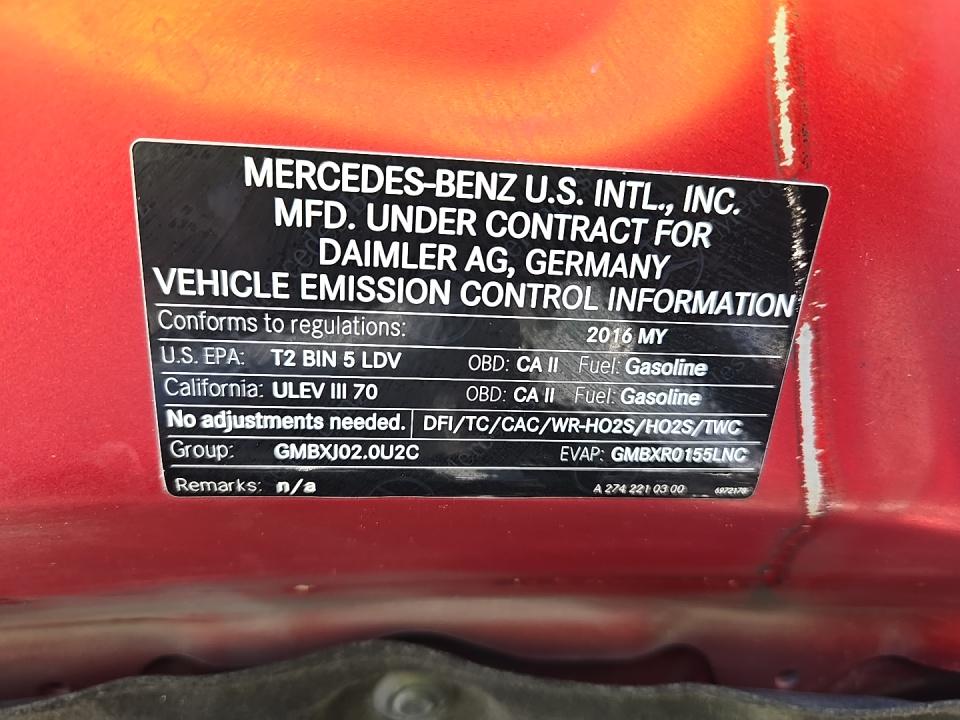 MERCEDES-BENZ U.S. INTL., INC.
MFD. UNDER CONTRACT FOR
DAIMLER AG, GERMANY
VEHICLE EMISSION CONTROL INFORMATION
Conforms to regulations: 2016 MY
U.S. EPA: T2 BIN 5 LDV OBD: CA II Fuel: Gasoline
California: ULEV III 70 OBD: CA II Fuel: Gasoline
No adjustments needed. DFI/TC/CAC/WR-HO2S/HO2S/TWC
Group: GMBXJ02.0U2C EVAP: GMBXR0155LNC
Remarks: n/a A 274 221 03 00